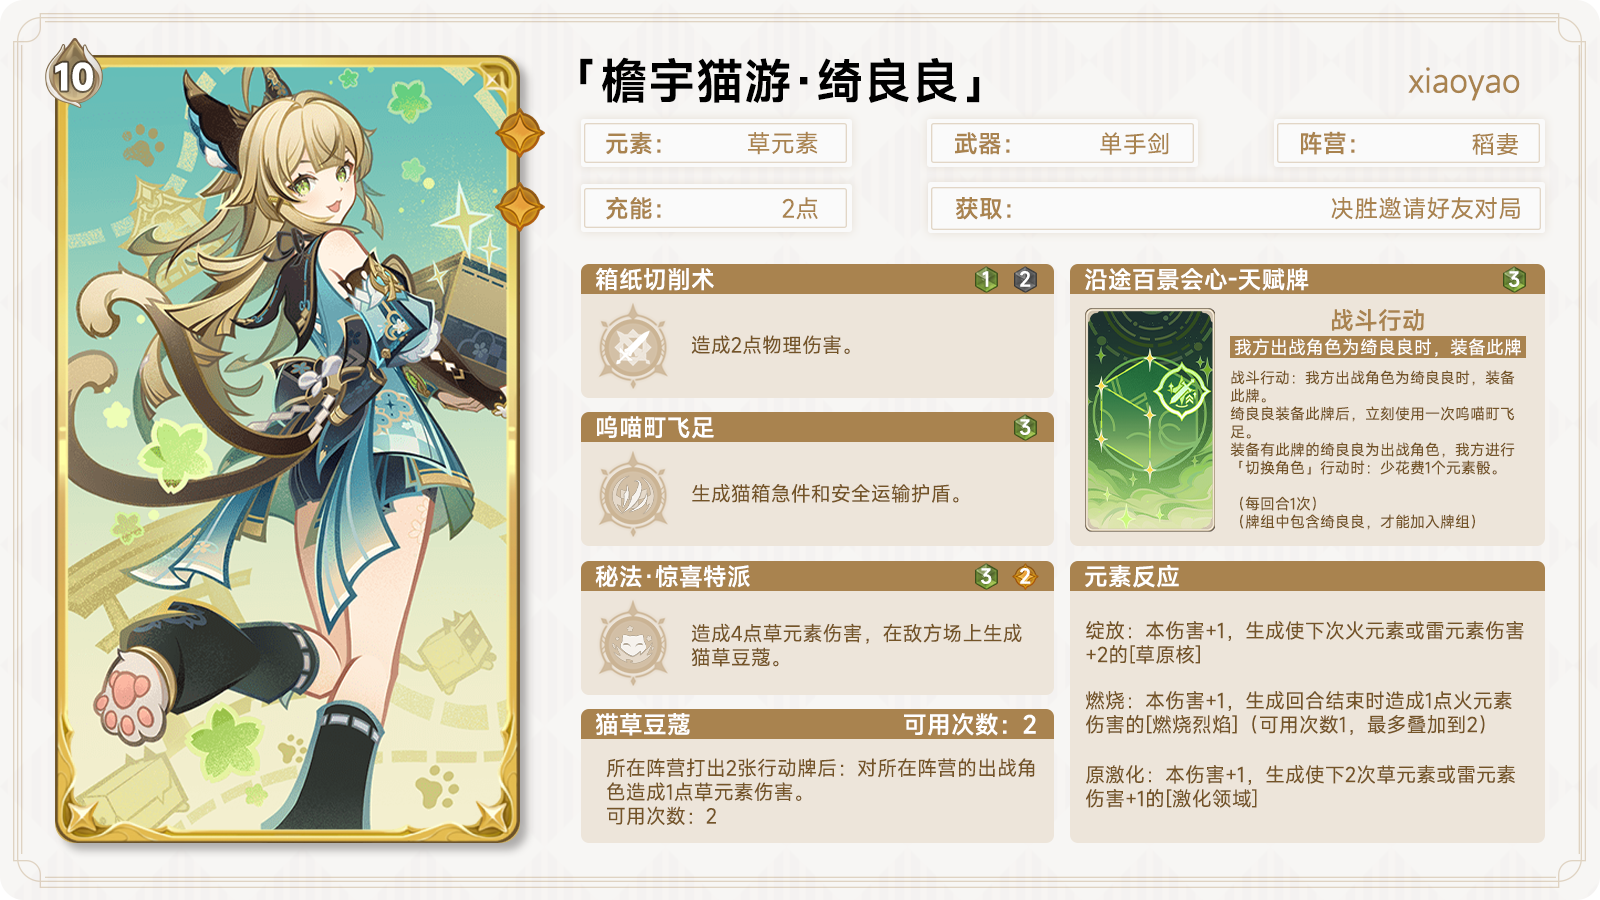 10
「檐宇猫游·绮良良」
xiaoyao
元素： 草元素
武器： 单手剑
阵营： 稻妻
充能： 2点
获取： 决胜邀请好友对局
箱纸切削术 1 2
造成2点物理伤害。
呜喵町飞足 3
生成猫箱急件和安全运输护盾。
秘法·惊喜特派 3 2
造成4点草元素伤害，在敌方场上生成
猫草豆蔻。
猫草豆蔻 可用次数：2
所在阵营打出2张行动牌后：对所在阵营的出战角
色造成1点草元素伤害。
可用次数：2
沿途百景会心-天赋牌 3
战斗行动
我方出战角色为绮良良时，装备此牌
战斗行动：我方出战角色为绮良良时，装备
此牌。
绮良良装备此牌后，立刻使用一次呜喵町飞
足。
装备有此牌的绮良良为出战角色，我方进行
「切换角色」行动时：少花费1个元素骰。
（每回合1次）
（牌组中包含绮良良，才能加入牌组）
元素反应
绽放：本伤害+1，生成使下次火元素或雷元素伤害
+2的[草原核]
燃烧：本伤害+1，生成回合结束时造成1点火元素
伤害的[燃烧烈焰]（可用次数1，最多叠加到2）
原激化：本伤害+1，生成使下2次草元素或雷元素
伤害+1的[激化领域]